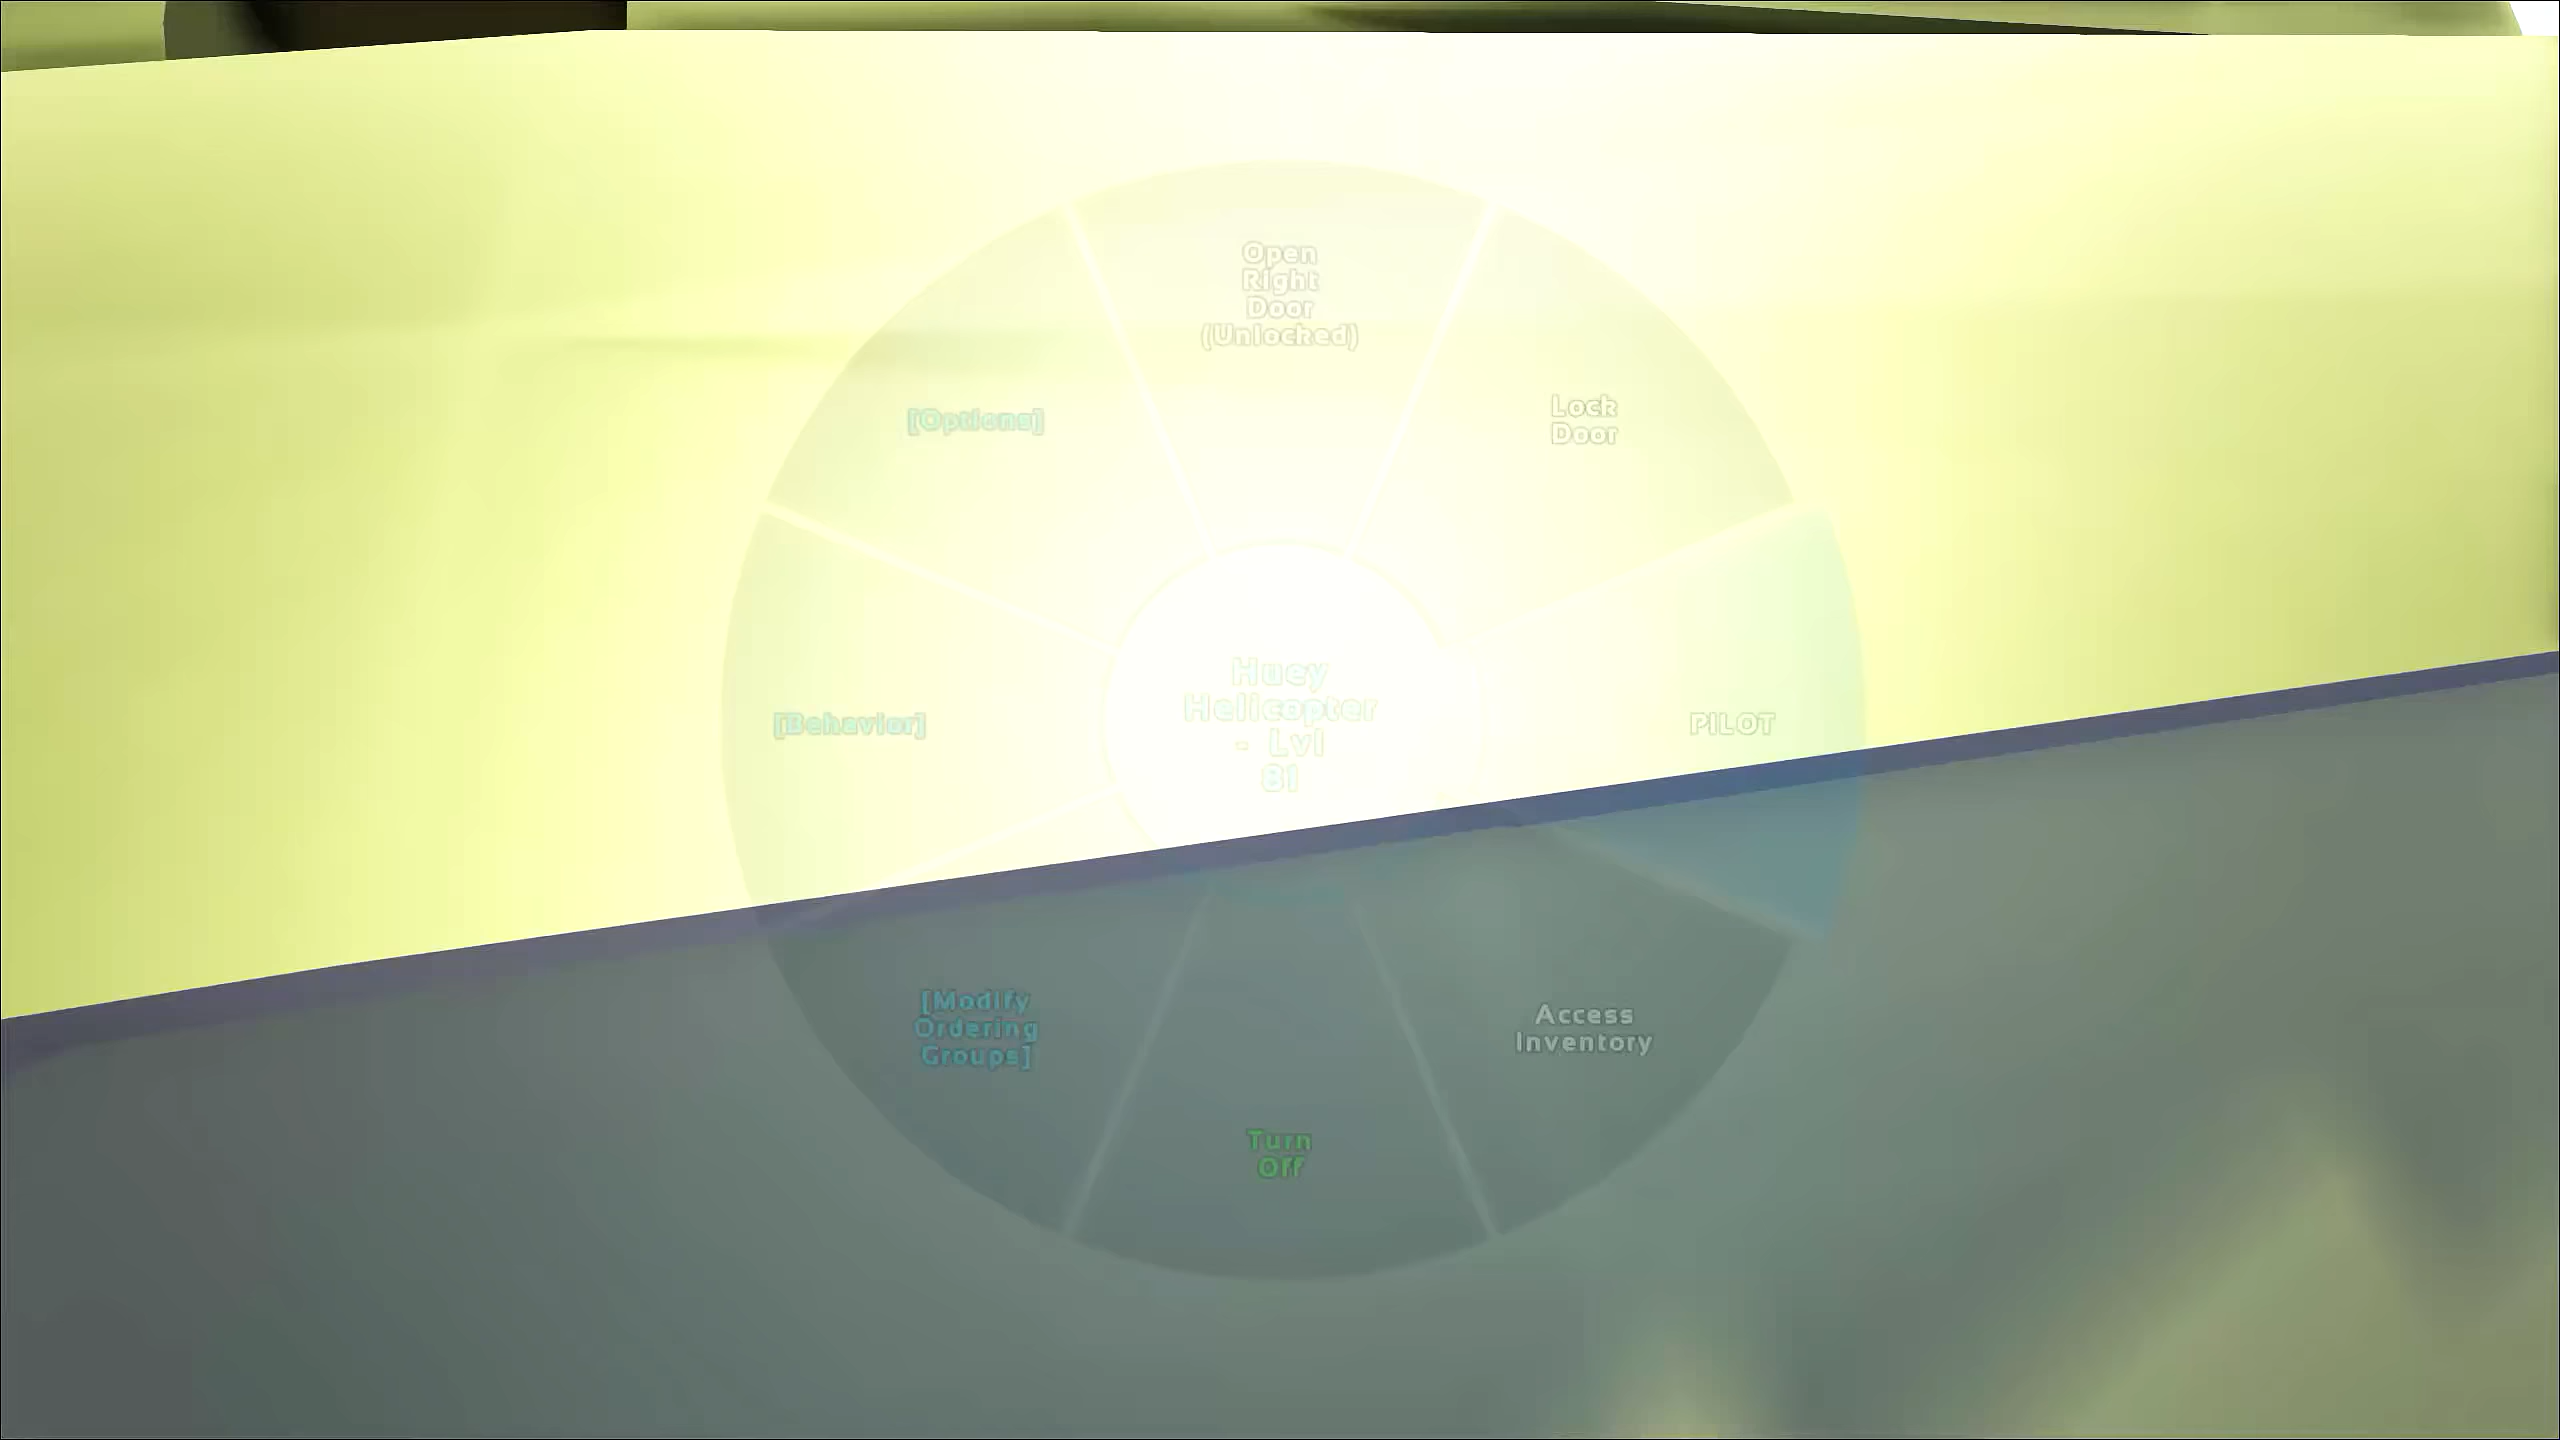 Open
Right
Door
(Unlocked)
Lock
Door
[Options]
Huey
Helicopter
- Lvl
81
[Behavior]
PILOT
[Modify
Ordering
Groups]
Access
Inventory
Turn
Off